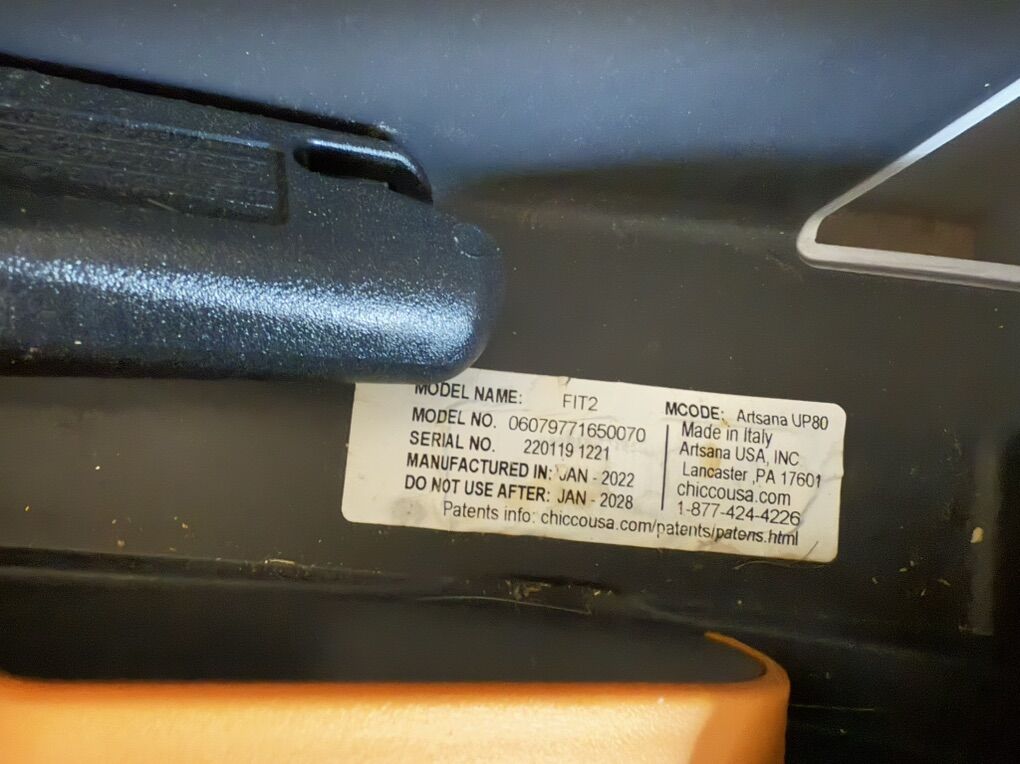 MODEL NAME: FIT2
MODEL NO. 06079771650070
SERIAL NO. 220119 1221
MANUFACTURED IN: JAN - 2022
DO NOT USE AFTER: JAN - 2028
MCODE: Artsana UP80
Made in Italy
Artsana USA, INC
Lancaster ,PA 17601
chiccousa.com
1-877-424-4226
Patents info: chiccousa.com/patents/patens.html